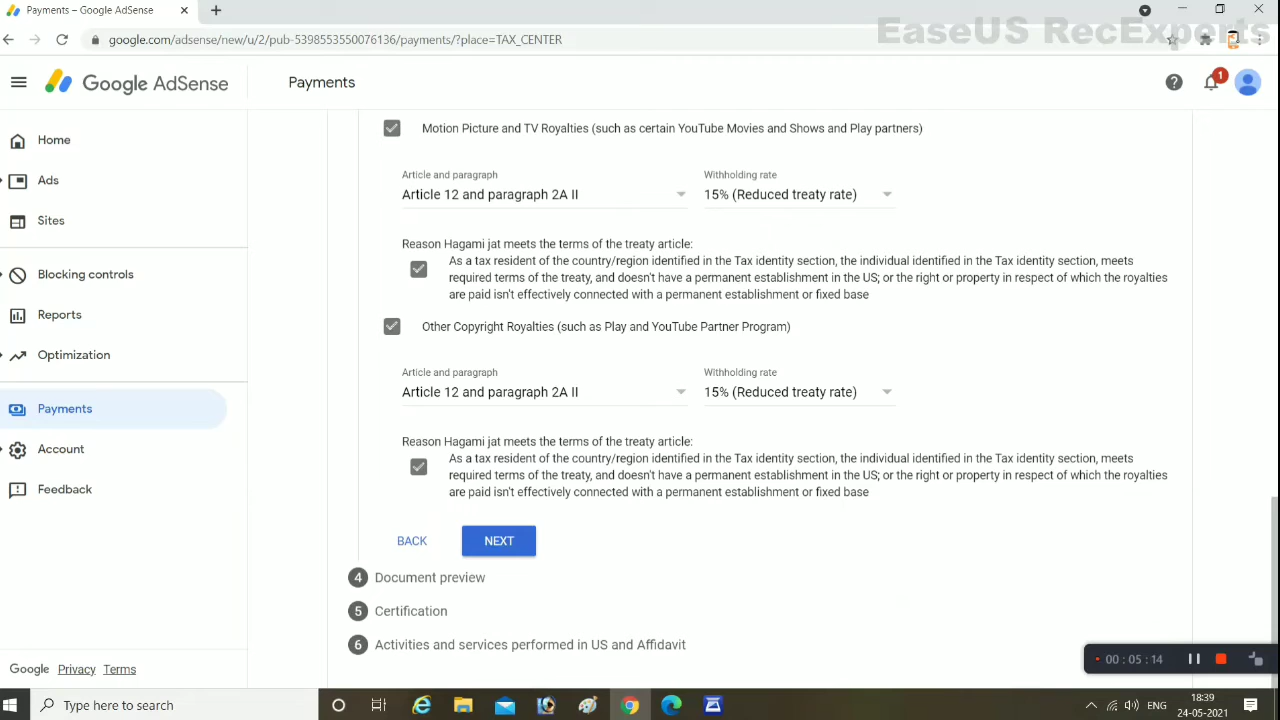 Payments – Google AdSense
google.com/adsense/new/u/2/pub-5398553550076136/payments/?place=TAX_CENTER
EaseUS RecExperts
Google AdSense
Payments
1
Home
Ads
Sites
Blocking controls
Reports
Optimization
Payments
Account
Feedback
Google Privacy Terms
Motion Picture and TV Royalties (such as certain YouTube Movies and Shows and Play partners)
Article and paragraph Withholding rate
Article 12 and paragraph 2A II 15% (Reduced treaty rate)
Reason Hagami jat meets the terms of the treaty article:
As a tax resident of the country/region identified in the Tax identity section, the individual identified in the Tax identity section, meets
required terms of the treaty, and doesn't have a permanent establishment in the US; or the right or property in respect of which the royalties
are paid isn't effectively connected with a permanent establishment or fixed base
Other Copyright Royalties (such as Play and YouTube Partner Program)
Article and paragraph Withholding rate
Article 12 and paragraph 2A II 15% (Reduced treaty rate)
Reason Hagami jat meets the terms of the treaty article:
As a tax resident of the country/region identified in the Tax identity section, the individual identified in the Tax identity section, meets
required terms of the treaty, and doesn't have a permanent establishment in the US; or the right or property in respect of which the royalties
are paid isn't effectively connected with a permanent establishment or fixed base
BACK NEXT
4 Document preview
5 Certification
6 Activities and services performed in US and Affidavit
00:05:14
Type here to search
ENG
18:39
24-05-2021